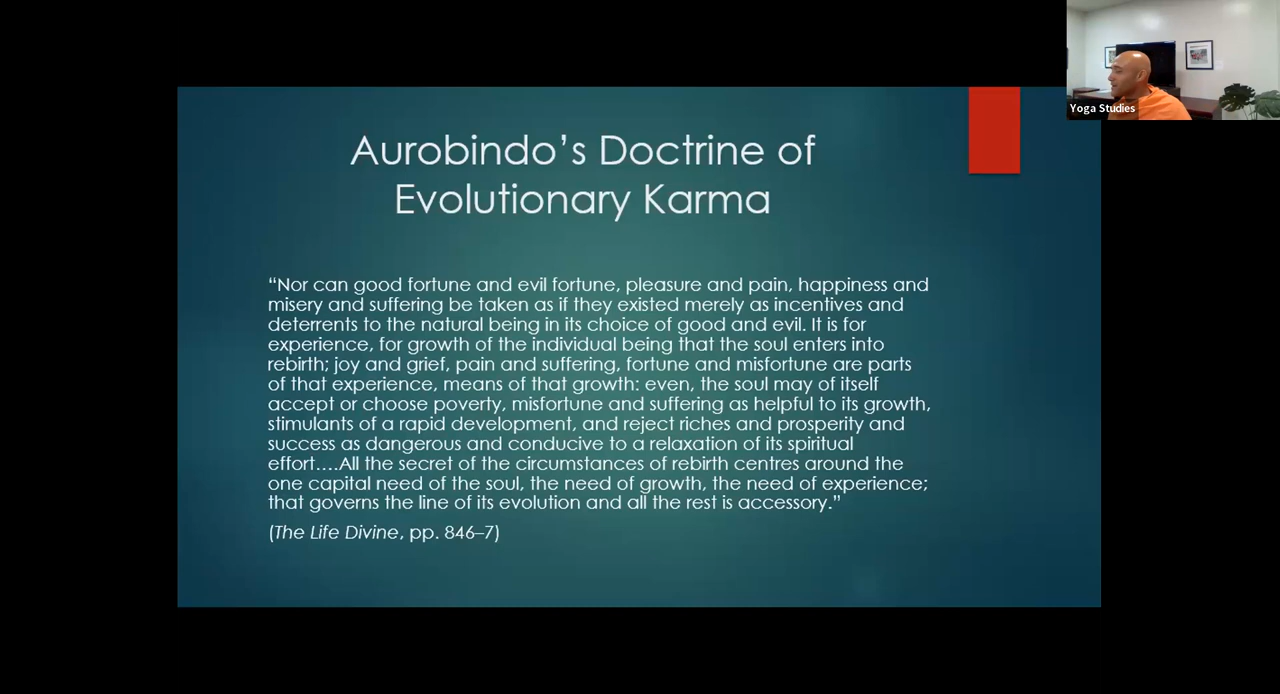 Yoga Studies
Aurobindo’s Doctrine of
Evolutionary Karma
“Nor can good fortune and evil fortune, pleasure and pain, happiness and
misery and suffering be taken as if they existed merely as incentives and
deterrents to the natural being in its choice of good and evil. It is for
experience, for growth of the individual being that the soul enters into
rebirth; joy and grief, pain and suffering, fortune and misfortune are parts
of that experience, means of that growth: even, the soul may of itself
accept or choose poverty, misfortune and suffering as helpful to its growth,
stimulants of a rapid development, and reject riches and prosperity and
success as dangerous and conducive to a relaxation of its spiritual
effort….All the secret of the circumstances of rebirth centres around the
one capital need of the soul, the need of growth, the need of experience;
that governs the line of its evolution and all the rest is accessory.”
(The Life Divine, pp. 846–7)